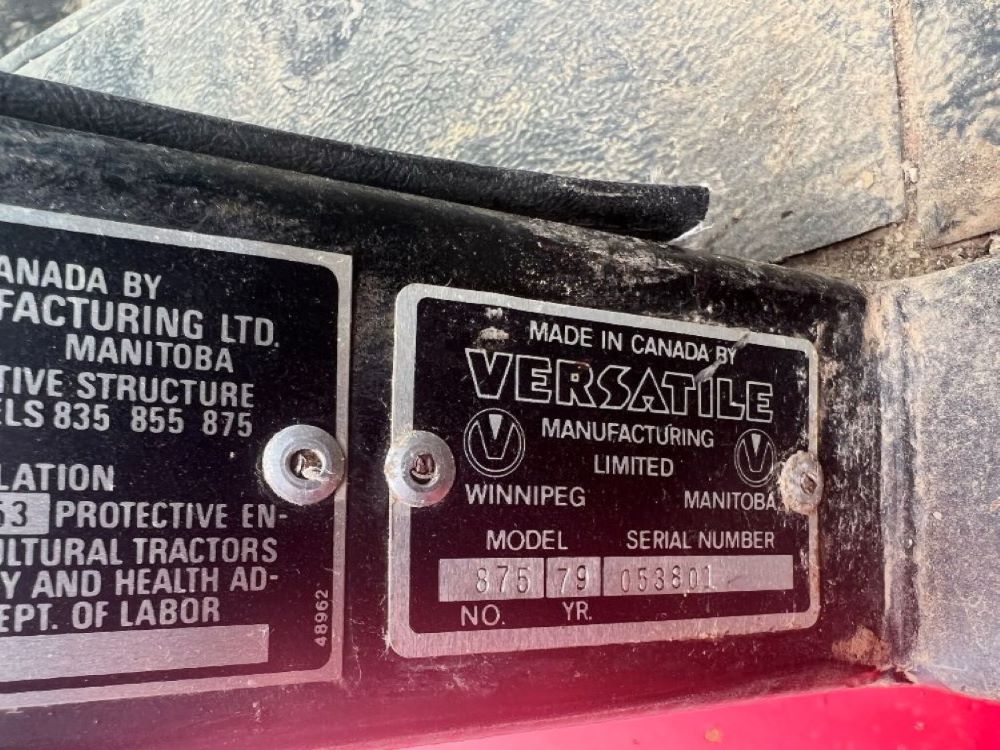 ANADA BY
FACTURING LTD.
MANITOBA
TIVE STRUCTURE
ELS 835 855 875
LATION
53 PROTECTIVE EN-
ULTURAL TRACTORS
Y AND HEALTH AD-
EPT. OF LABOR
48962
MADE IN CANADA BY
VERSATILE
MANUFACTURING
LIMITED
WINNIPEG MANITOBA
MODEL SERIAL NUMBER
875 79 053801
NO. YR.